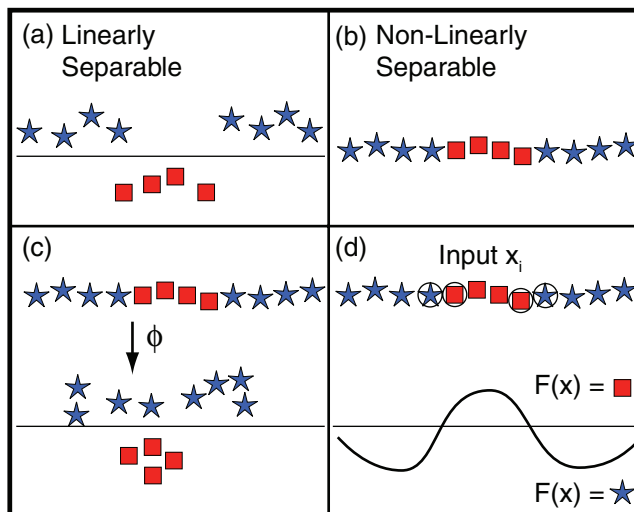 (a) Linearly
Separable
(b) Non-Linearly
Separable
(c)
ϕ
(d)
Input xᵢ
F(x) =
F(x) =